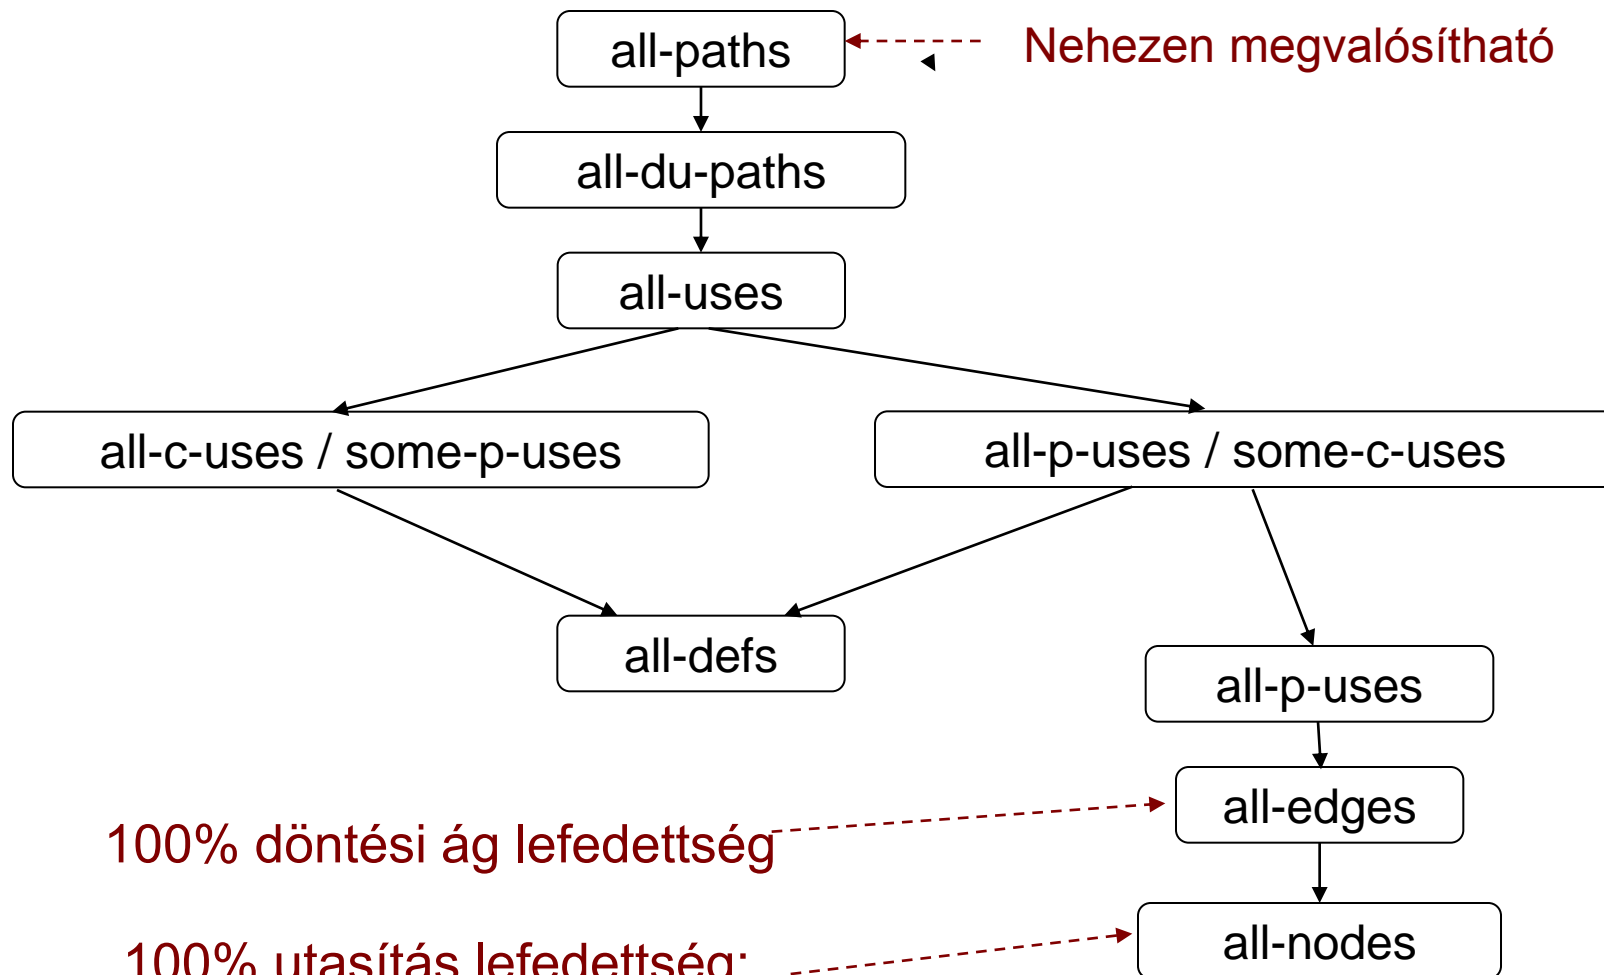 all-paths
Nehezen megvalósítható
all-du-paths
all-uses
all-c-uses / some-p-uses
all-p-uses / some-c-uses
all-defs
all-p-uses
all-edges
100% döntési ág lefedettség
all-nodes
100% utasítás lefedettség: